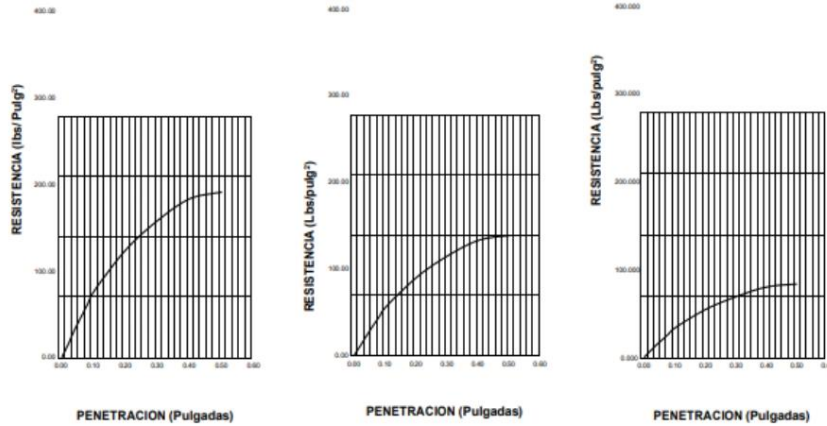 400.00
300.00
200.00
100.00
0.00
RESISTENCIA (lbs/ Pulg²)
0.00 0.10 0.20 0.30 0.40 0.50 0.60
PENETRACION (Pulgadas)
400.00
300.00
200.00
100.00
0.00
RESISTENCIA (Lbs/pulg²)
0.00 0.10 0.20 0.30 0.40 0.50 0.60
PENETRACION (Pulgadas)
400.000
300.000
200.000
100.000
0.000
RESISTENCIA (Lbs/pulg²)
0.00 0.10 0.20 0.30 0.40 0.50
PENETRACION (Pulgadas)